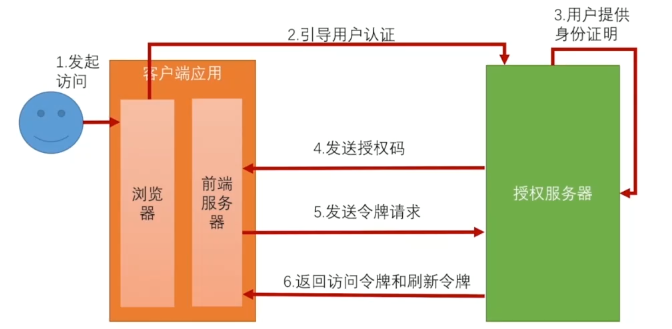 2.引导用户认证
3.用户提供
身份证明
1.发起
访问
客户端应用
4.发送授权码
浏览
器
前端
服务
器
授权服务器
5.发送令牌请求
6.返回访问令牌和刷新令牌